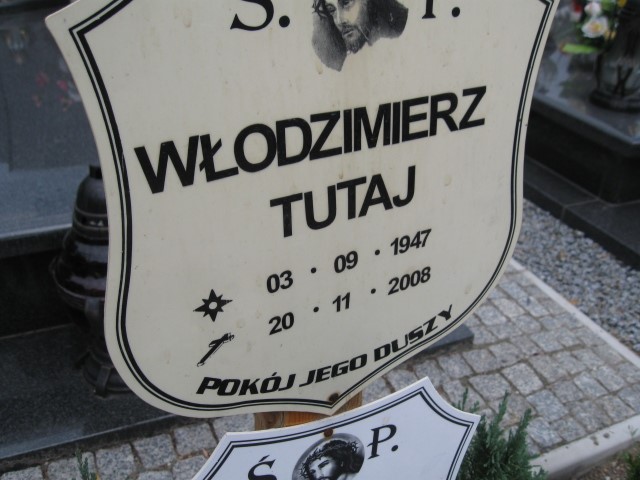 Ś. P.
WŁODZIMIERZ
TUTAJ
03 · 09 · 1947
20 · 11 · 2008
POKÓJ JEGO DUSZY
Ś. P.